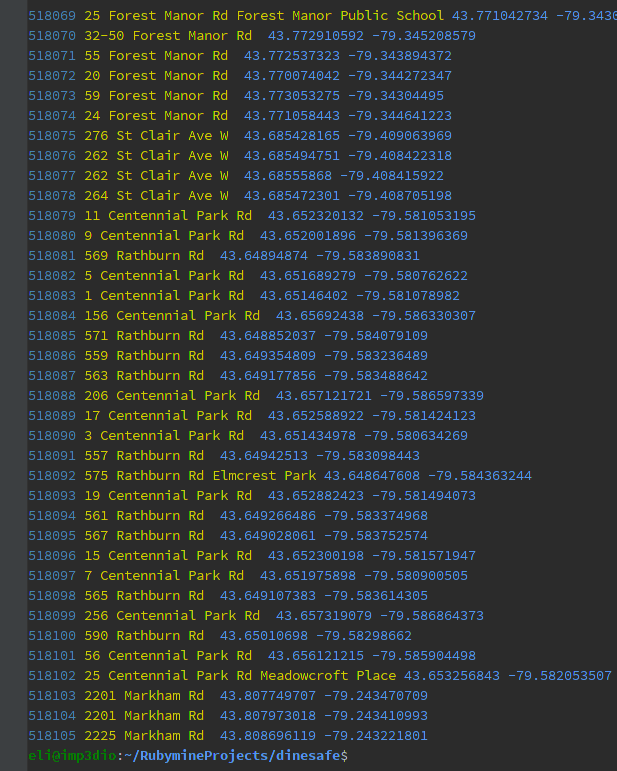 518069 25 Forest Manor Rd Forest Manor Public School 43.771042734 -79.3430
518070 32-50 Forest Manor Rd  43.772910592 -79.345208579
518071 55 Forest Manor Rd  43.772537323 -79.343894372
518072 20 Forest Manor Rd  43.770074042 -79.344272347
518073 59 Forest Manor Rd  43.773053275 -79.34304495
518074 24 Forest Manor Rd  43.771058443 -79.344641223
518075 276 St Clair Ave W  43.685428165 -79.409063969
518076 262 St Clair Ave W  43.685494751 -79.408422318
518077 262 St Clair Ave W  43.68555868 -79.408415922
518078 264 St Clair Ave W  43.685472301 -79.408705198
518079 11 Centennial Park Rd  43.652320132 -79.581053195
518080 9 Centennial Park Rd  43.652001896 -79.581396369
518081 569 Rathburn Rd  43.64894874 -79.583890831
518082 5 Centennial Park Rd  43.651689279 -79.580762622
518083 1 Centennial Park Rd  43.65146402 -79.581078982
518084 156 Centennial Park Rd  43.65692438 -79.586330307
518085 571 Rathburn Rd  43.648852037 -79.584079109
518086 559 Rathburn Rd  43.649354809 -79.583236489
518087 563 Rathburn Rd  43.649177856 -79.583488642
518088 206 Centennial Park Rd  43.657121721 -79.586597339
518089 17 Centennial Park Rd  43.652588922 -79.581424123
518090 3 Centennial Park Rd  43.651434978 -79.580634269
518091 557 Rathburn Rd  43.64942513 -79.583098443
518092 575 Rathburn Rd Elmcrest Park 43.648647608 -79.584363244
518093 19 Centennial Park Rd  43.652882423 -79.581494073
518094 561 Rathburn Rd  43.649266486 -79.583374968
518095 567 Rathburn Rd  43.649028061 -79.583752574
518096 15 Centennial Park Rd  43.652300198 -79.581571947
518097 7 Centennial Park Rd  43.651975898 -79.580900505
518098 565 Rathburn Rd  43.649107383 -79.583614305
518099 256 Centennial Park Rd  43.657319079 -79.586864373
518100 590 Rathburn Rd  43.65010698 -79.58298662
518101 56 Centennial Park Rd  43.656121215 -79.585904498
518102 25 Centennial Park Rd Meadowcroft Place 43.653256843 -79.582053507
518103 2201 Markham Rd  43.807749707 -79.243470709
518104 2201 Markham Rd  43.807973018 -79.243410993
518105 2225 Markham Rd  43.808696119 -79.243221801
eli@imp3dio:~/RubymineProjects/dinesafe$